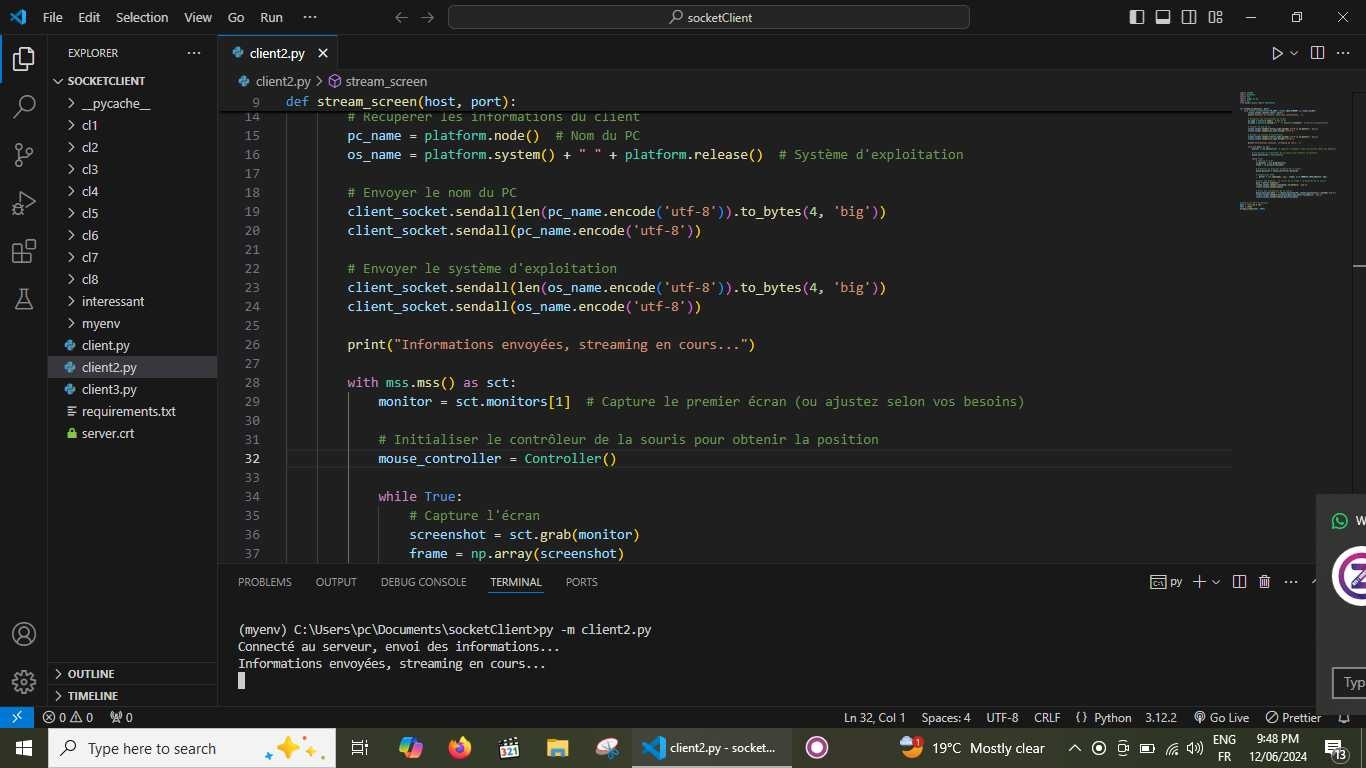 File Edit Selection View Go Run ...
socketClient
EXPLORER
SOCKETCLIENT
__pycache__
cl1
cl2
cl3
cl4
cl5
cl6
cl7
cl8
interessant
myenv
client.py
client2.py
client3.py
requirements.txt
server.crt
OUTLINE
TIMELINE
client2.py
client2.py > stream_screen
9 def stream_screen(host, port):
14 # Récupérer les informations du client
15 pc_name = platform.node()  # Nom du PC
16 os_name = platform.system() + " " + platform.release()  # Système d'exploitation
17
18 # Envoyer le nom du PC
19 client_socket.sendall(len(pc_name.encode('utf-8')).to_bytes(4, 'big'))
20 client_socket.sendall(pc_name.encode('utf-8'))
21
22 # Envoyer le système d'exploitation
23 client_socket.sendall(len(os_name.encode('utf-8')).to_bytes(4, 'big'))
24 client_socket.sendall(os_name.encode('utf-8'))
25
26 print("Informations envoyées, streaming en cours...")
27
28 with mss.mss() as sct:
29 monitor = sct.monitors[1]  # Capture le premier écran (ou ajustez selon vos besoins)
30
31 # Initialiser le contrôleur de la souris pour obtenir la position
32 mouse_controller = Controller()
33
34 while True:
35 # Capture l'écran
36 screenshot = sct.grab(monitor)
37 frame = np.array(screenshot)
PROBLEMS OUTPUT DEBUG CONSOLE TERMINAL PORTS
py
(myenv) C:\Users\pc\Documents\socketClient>py -m client2.py
Connecté au serveur, envoi des informations...
Informations envoyées, streaming en cours...
W
Typ
0 0 0
Ln 32, Col 1 Spaces: 4 UTF-8 CRLF { } Python 3.12.2 Go Live Prettier
Type here to search
321
client2.py - socket...
1
19°C Mostly clear
ENG
FR
9:48 PM
12/06/2024
13